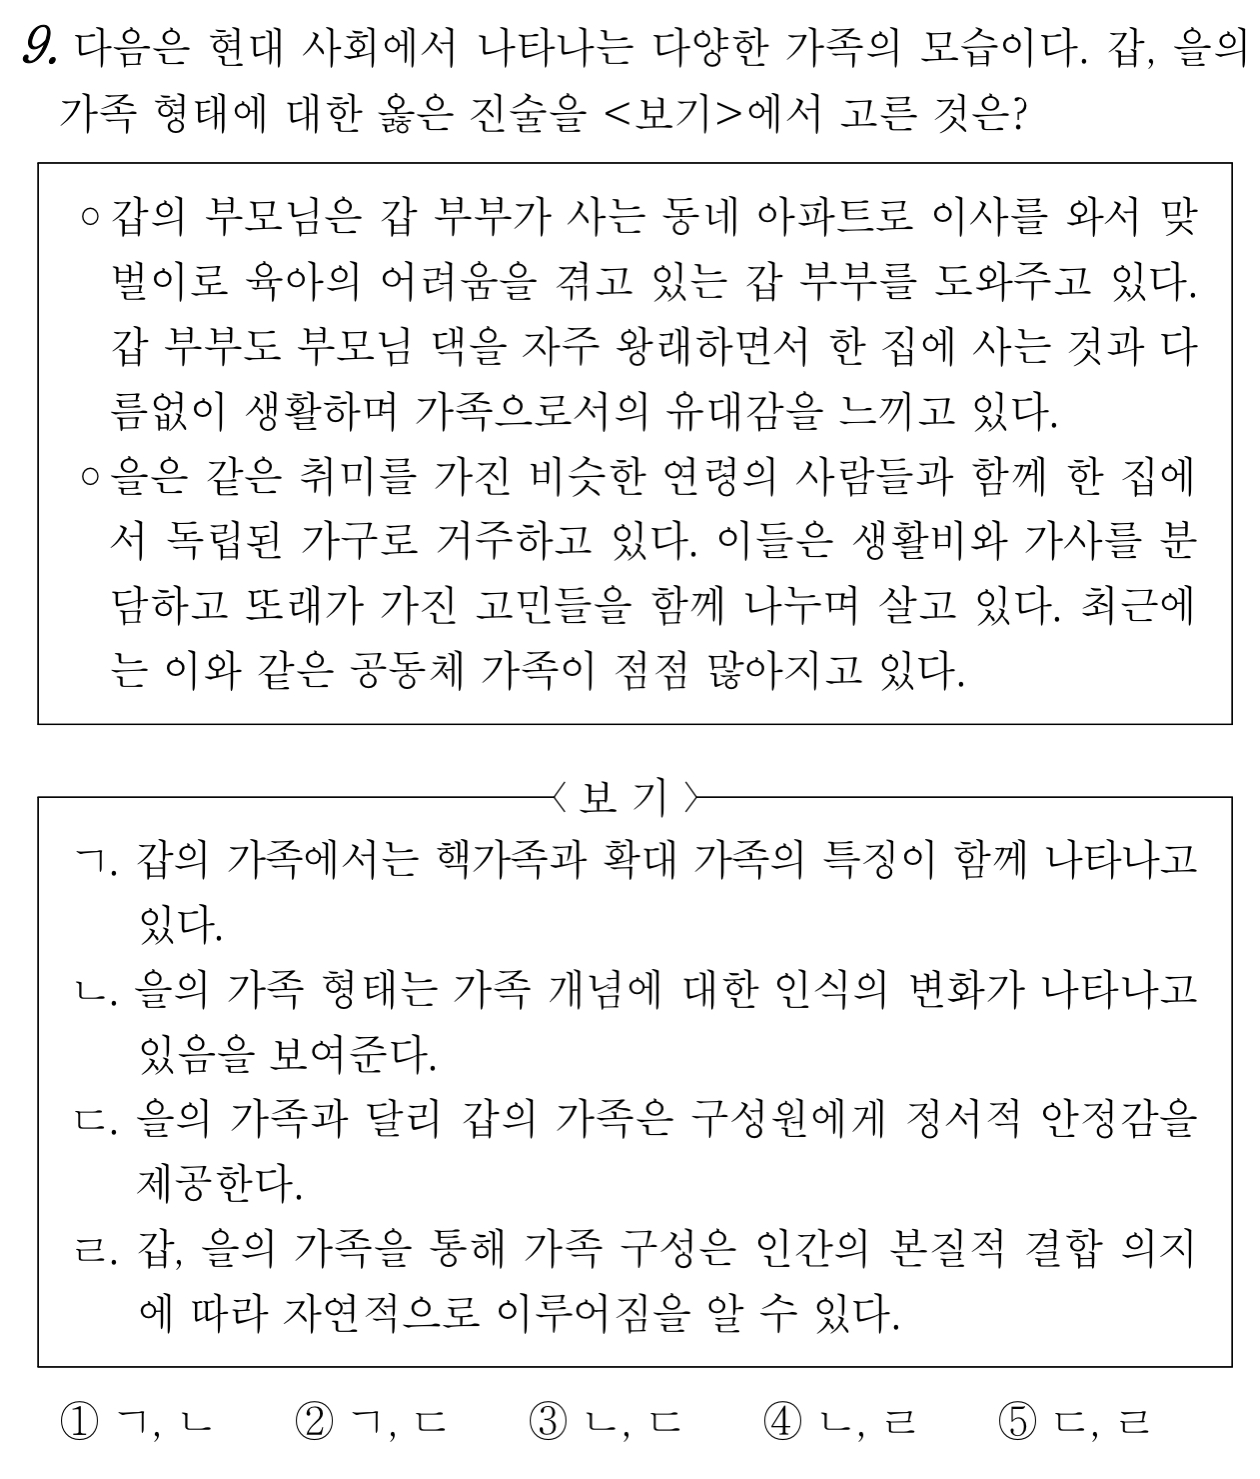 9. 다음은 현대 사회에서 나타나는 다양한 가족의 모습이다. 갑, 을의
가족 형태에 대한 옳은 진술을 <보기>에서 고른 것은?
○ 갑의 부모님은 갑 부부가 사는 동네 아파트로 이사를 와서 맞
벌이로 육아의 어려움을 겪고 있는 갑 부부를 도와주고 있다.
갑 부부도 부모님 댁을 자주 왕래하면서 한 집에 사는 것과 다
름없이 생활하며 가족으로서의 유대감을 느끼고 있다.
○ 을은 같은 취미를 가진 비슷한 연령의 사람들과 함께 한 집에
서 독립된 가구로 거주하고 있다. 이들은 생활비와 가사를 분
담하고 또래가 가진 고민들을 함께 나누며 살고 있다. 최근에
는 이와 같은 공동체 가족이 점점 많아지고 있다.
〈 보 기 〉
ㄱ. 갑의 가족에서는 핵가족과 확대 가족의 특징이 함께 나타나고
있다.
ㄴ. 을의 가족 형태는 가족 개념에 대한 인식의 변화가 나타나고
있음을 보여준다.
ㄷ. 을의 가족과 달리 갑의 가족은 구성원에게 정서적 안정감을
제공한다.
ㄹ. 갑, 을의 가족을 통해 가족 구성은 인간의 본질적 결합 의지
에 따라 자연적으로 이루어짐을 알 수 있다.
① ㄱ, ㄴ ② ㄱ, ㄷ ③ ㄴ, ㄷ ④ ㄴ, ㄹ ⑤ ㄷ, ㄹ